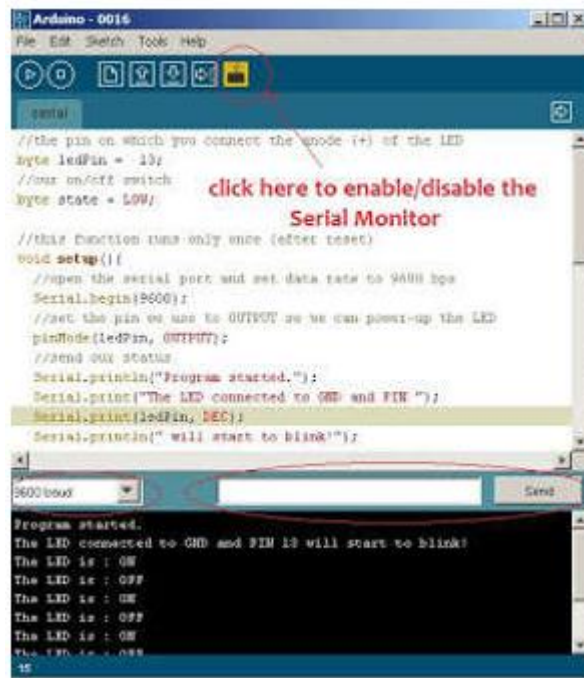 Arduino - 0016
File Edit Sketch Tools Help
serial
//the pin on which you connect the anode (+) of the LED
byte ledPin = 13;
//our on/off switch
byte state = LOW;
click here to enable/disable the
Serial Monitor
//this function runs only once (after reset)
void setup(){
//open the serial port and set data rate to 9600 bps
Serial.begin(9600);
//set the pin we use to OUTPUT so we can power-up the LED
pinMode(ledPin, OUTPUT);
//send our status
Serial.println("Program started.");
Serial.print("The LED connected to GND and PIN ");
Serial.print(ledPin, DEC);
Serial.println(" will start to blink!");
9600 baud
Send
Program started.
The LED connected to GND and PIN 13 will start to blink!
The LED is : ON
The LED is : OFF
The LED is : ON
The LED is : OFF
The LED is : ON
The LED is : OFF
15